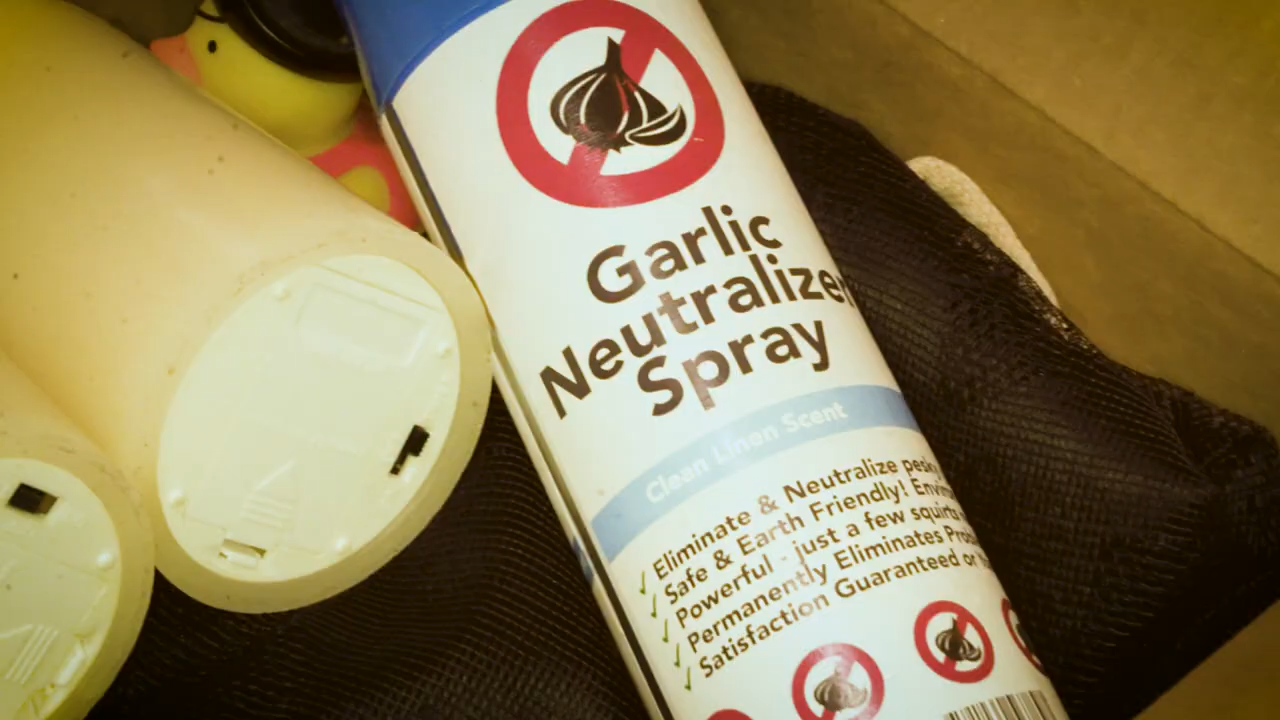 Garlic
Neutralizer
Spray
Clean Linen Scent
Eliminate & Neutralize pesky
Safe & Earth Friendly!
Powerful - just a few squirts
Permanently Eliminates
Satisfaction Guaranteed or